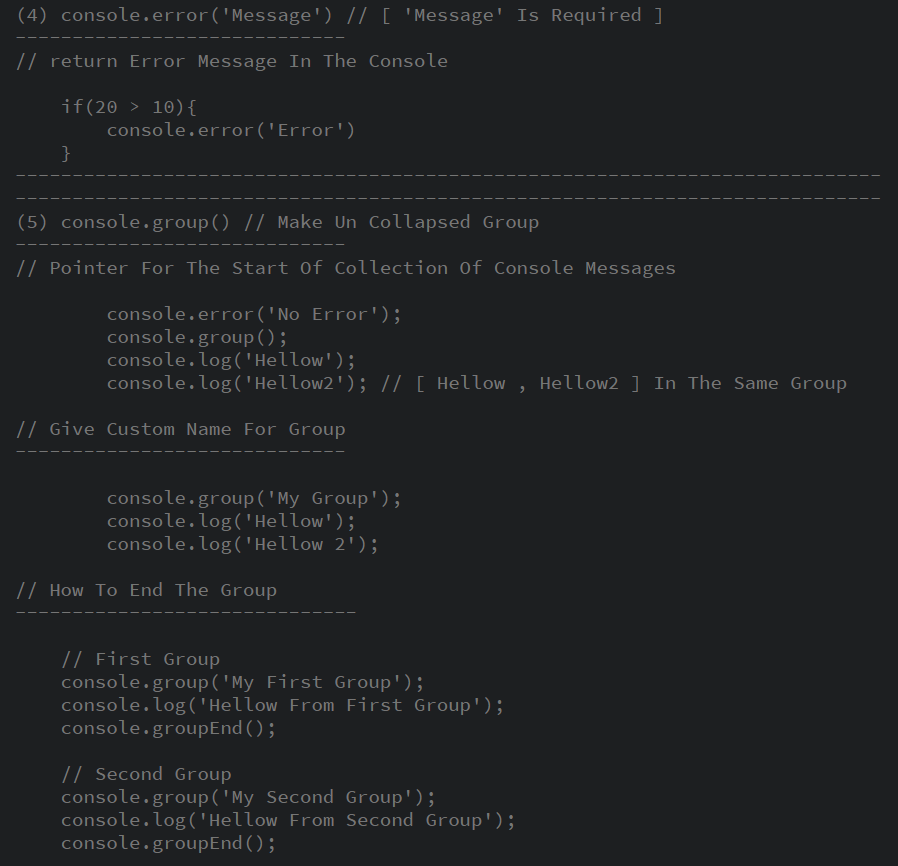 (4) console.error('Message') // [ 'Message' Is Required ]
-----------------------------
// return Error Message In The Console
if(20 > 10){
console.error('Error')
}
----------------------------------------------------------------------------
----------------------------------------------------------------------------
(5) console.group() // Make Un Collapsed Group
-----------------------------
// Pointer For The Start Of Collection Of Console Messages
console.error('No Error');
console.group();
console.log('Hellow');
console.log('Hellow2'); // [ Hellow , Hellow2 ] In The Same Group
// Give Custom Name For Group
-----------------------------
console.group('My Group');
console.log('Hellow');
console.log('Hellow 2');
// How To End The Group
------------------------------
// First Group
console.group('My First Group');
console.log('Hellow From First Group');
console.groupEnd();
// Second Group
console.group('My Second Group');
console.log('Hellow From Second Group');
console.groupEnd();